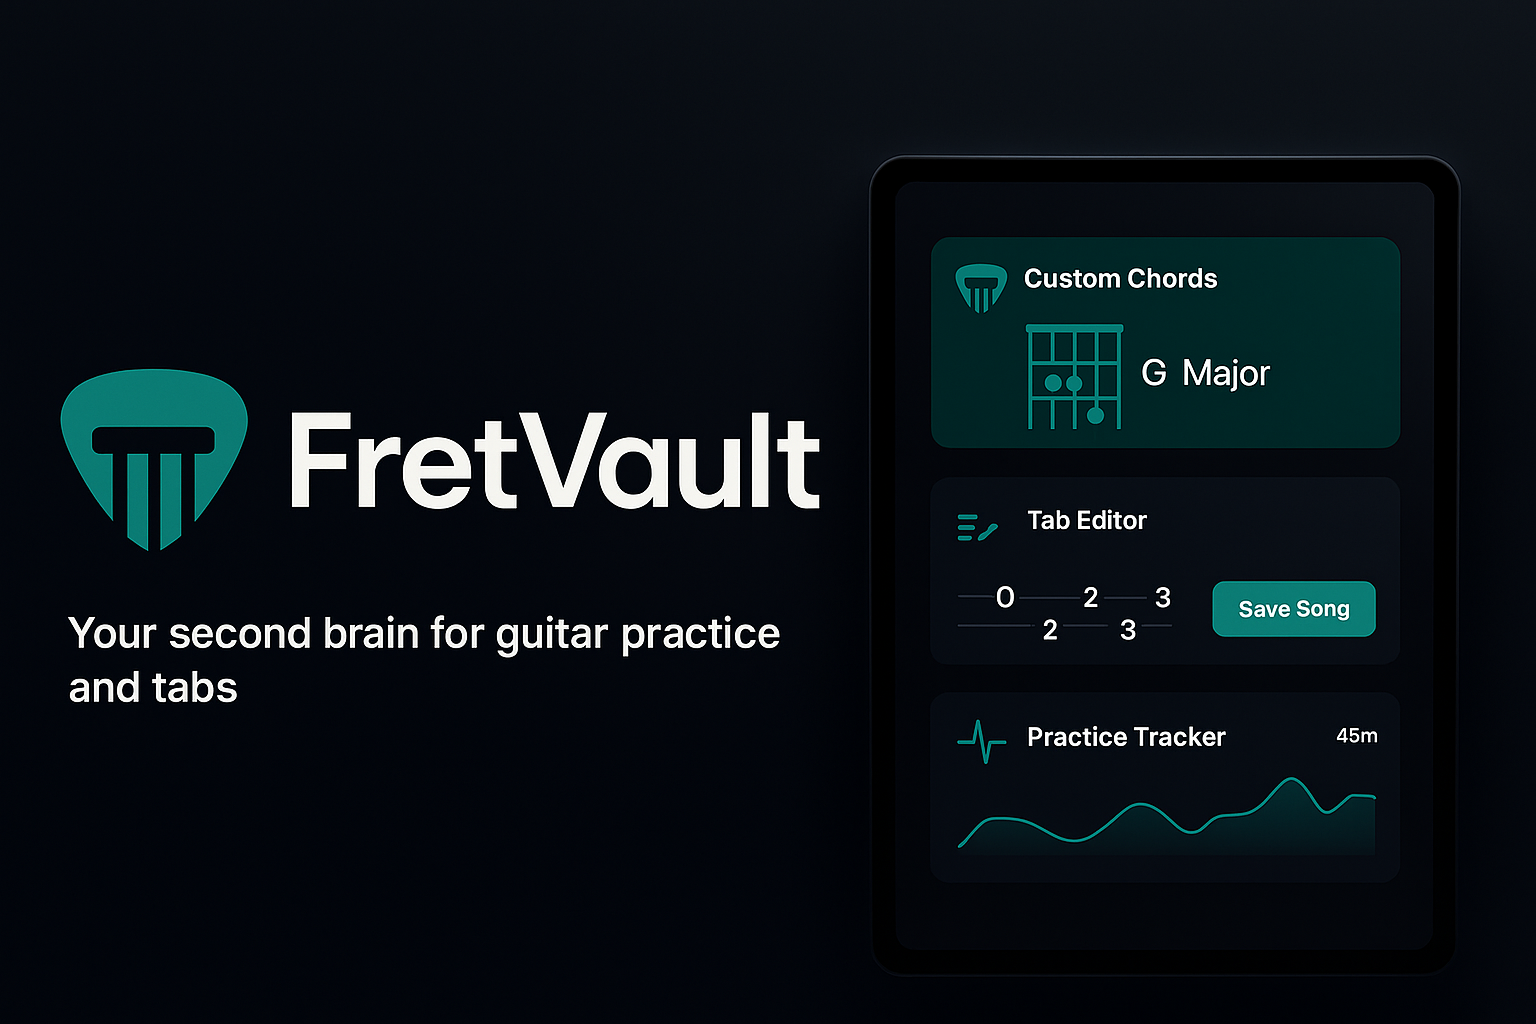 FretVault
Your second brain for guitar practice
and tabs
Custom Chords
G Major
Tab Editor
0 2 3
2 3
Save Song
Practice Tracker
45m